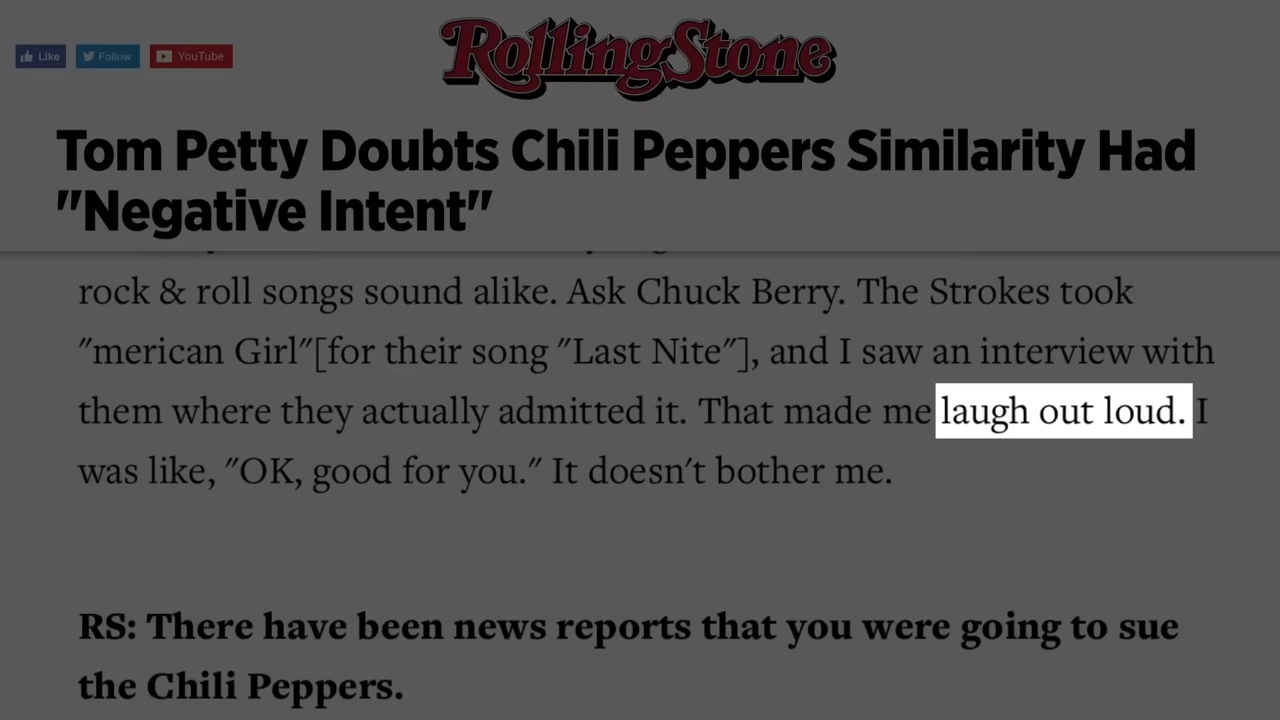 Like
Follow
YouTube
RollingStone
Tom Petty Doubts Chili Peppers Similarity Had
"Negative Intent"
rock & roll songs sound alike. Ask Chuck Berry. The Strokes took
"merican Girl"[for their song "Last Nite"], and I saw an interview with
them where they actually admitted it. That made me laugh out loud. I
was like, "OK, good for you." It doesn't bother me.
RS: There have been news reports that you were going to sue
the Chili Peppers.